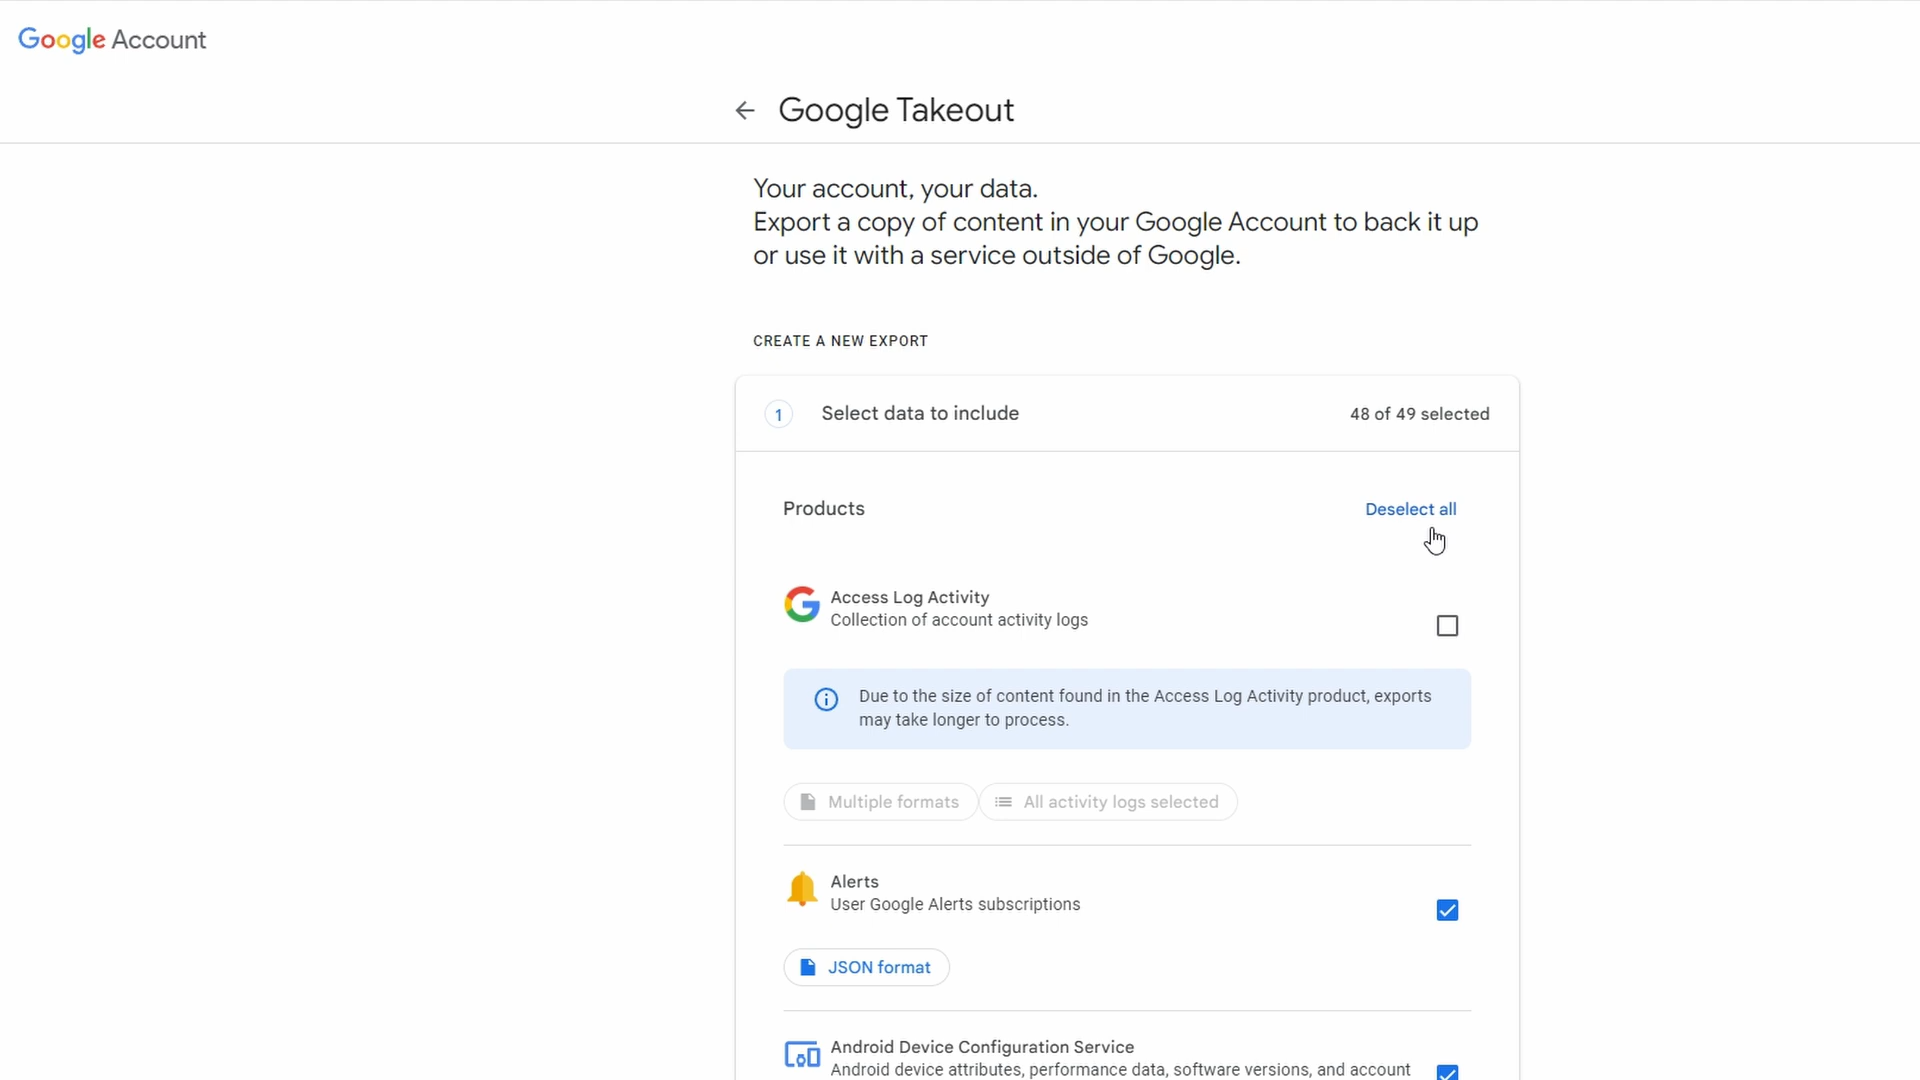 Google Account
Google Takeout
Your account, your data.
Export a copy of content in your Google Account to back it up
or use it with a service outside of Google.
CREATE A NEW EXPORT
1 Select data to include 48 of 49 selected
Products Deselect all
Access Log Activity
Collection of account activity logs
Due to the size of content found in the Access Log Activity product, exports
may take longer to process.
Multiple formats All activity logs selected
Alerts
User Google Alerts subscriptions
JSON format
Android Device Configuration Service
Android device attributes, performance data, software versions, and account